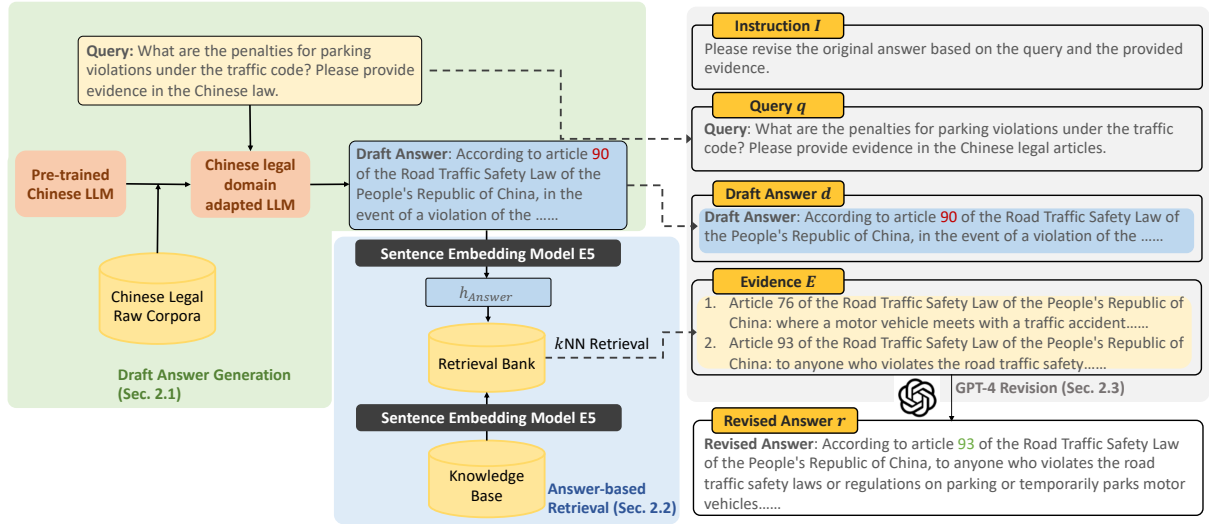 Query: What are the penalties for parking
violations under the traffic code? Please provide
evidence in the Chinese law.
Pre-trained
Chinese LLM
Chinese legal
domain
adapted LLM
Draft Answer: According to article 90
of the Road Traffic Safety Law of the
People's Republic of China, in the
event of a violation of the ......
Chinese Legal
Raw Corpora
Draft Answer Generation
(Sec. 2.1)
Sentence Embedding Model E5
h_Answer
Retrieval Bank
kNN Retrieval
Sentence Embedding Model E5
Knowledge
Base
Answer-based
Retrieval (Sec. 2.2)
Instruction I
Please revise the original answer based on the query and the provided
evidence.
Query q
Query: What are the penalties for parking violations under the traffic
code? Please provide evidence in the Chinese legal articles.
Draft Answer d
Draft Answer: According to article 90 of the Road Traffic Safety Law of
the People's Republic of China, in the event of a violation of the ......
Evidence E
1. Article 76 of the Road Traffic Safety Law of the People's Republic of
China: where a motor vehicle meets with a traffic accident......
2. Article 93 of the Road Traffic Safety Law of the People's Republic of
China: to anyone who violates the road traffic safety......
GPT-4 Revision (Sec. 2.3)
Revised Answer r
Revised Answer: According to article 93 of the Road Traffic Safety Law
of the People's Republic of China, to anyone who violates the road
traffic safety laws or regulations on parking or temporarily parks motor
vehicles......